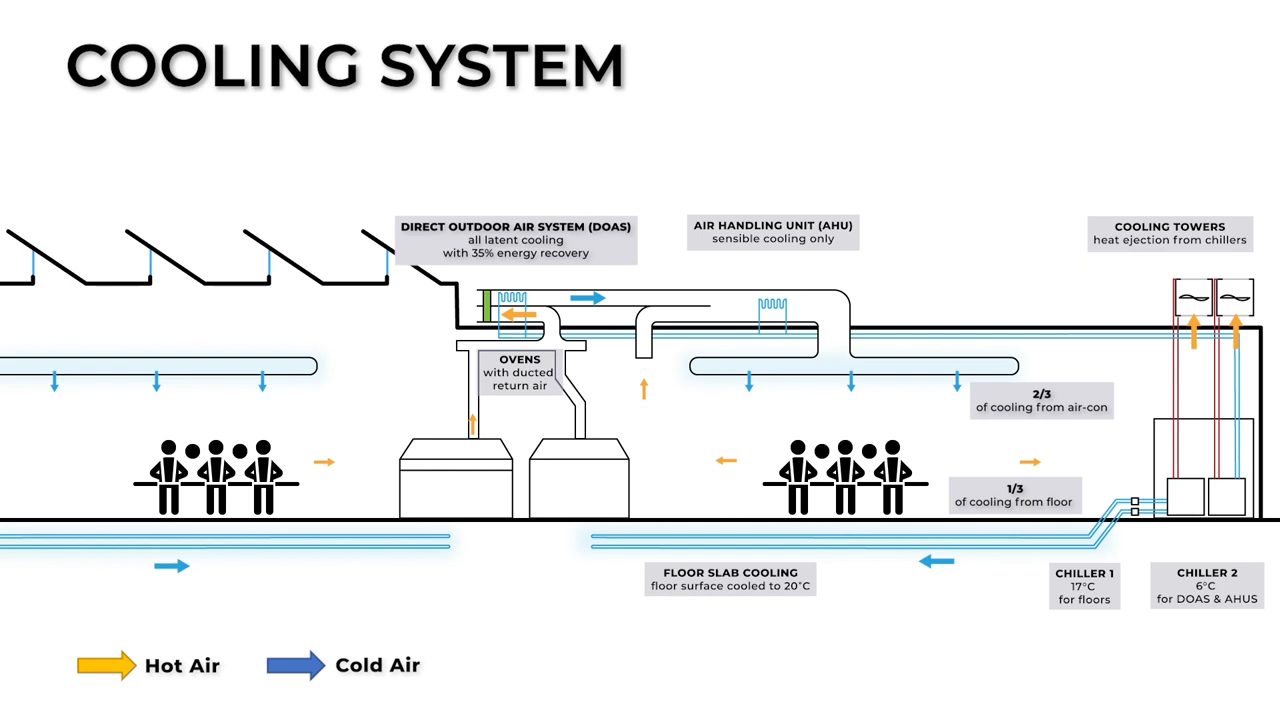 COOLING SYSTEM
DIRECT OUTDOOR AIR SYSTEM (DOAS)
all latent cooling
with 35% energy recovery
AIR HANDLING UNIT (AHU)
sensible cooling only
COOLING TOWERS
heat ejection from chillers
OVENS
with ducted
return air
2/3
of cooling from air-con
1/3
of cooling from floor
FLOOR SLAB COOLING
floor surface cooled to 20°C
CHILLER 1
17°C
for floors
CHILLER 2
6°C
for DOAS & AHUS
Hot Air
Cold Air